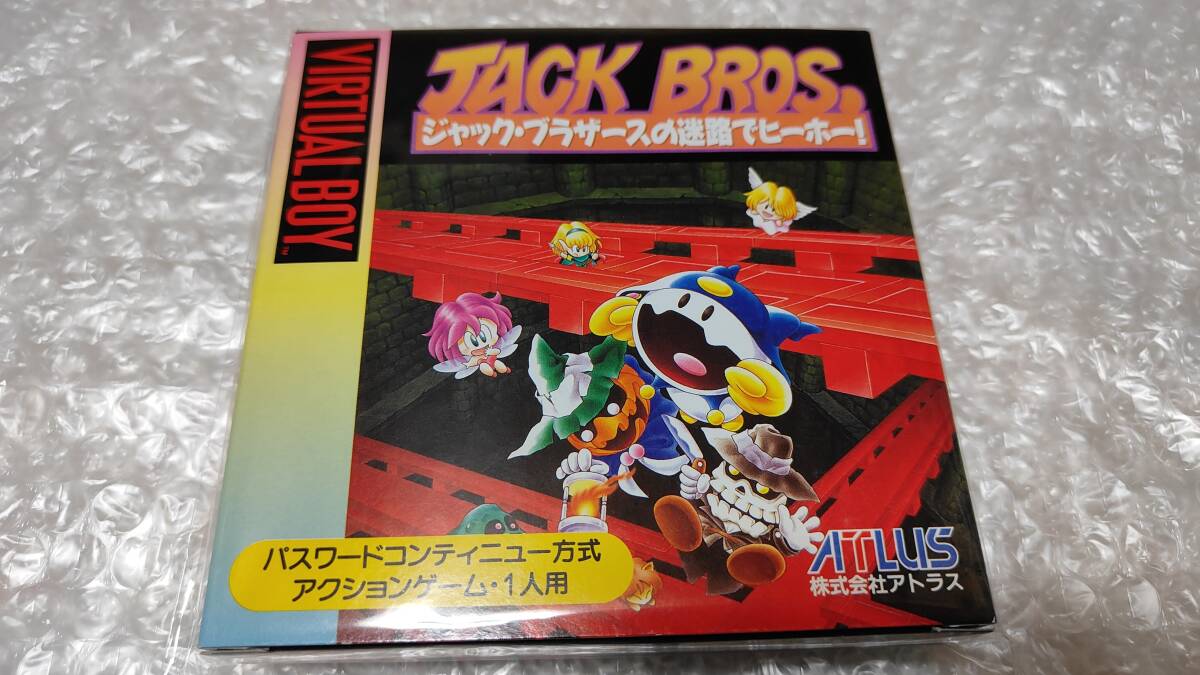 VIRTUAL BOY™
JACK BROS.
ジャック・ブラザースの迷路でヒーホー!
パスワードコンティニュー方式
アクションゲーム・1人用
ATLUS
株式会社アトラス